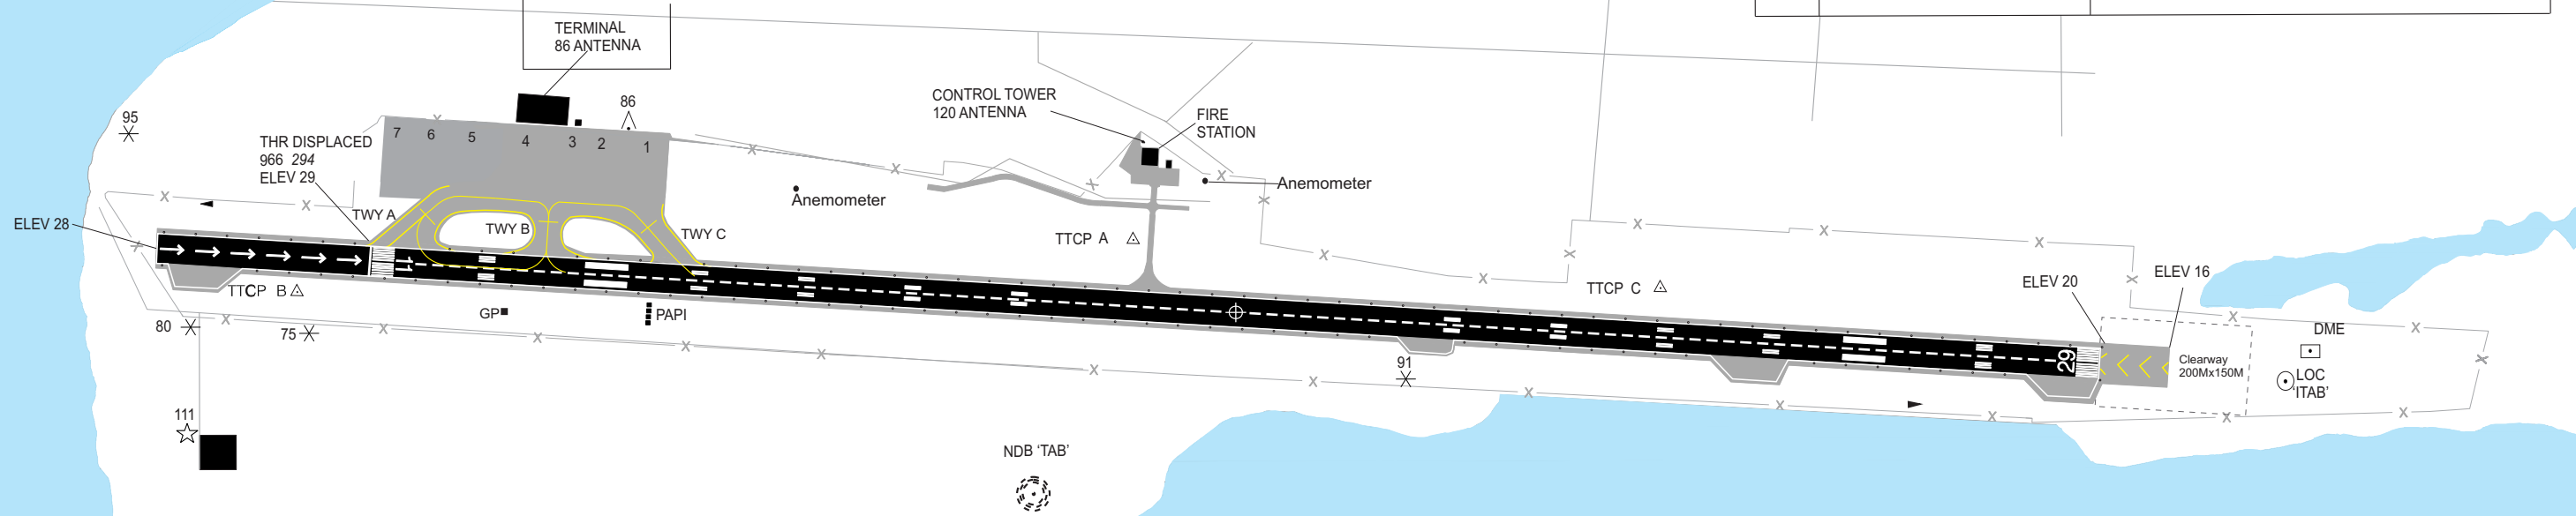 TERMINAL
86 ANTENNA
95
86
CONTROL TOWER
120 ANTENNA
FIRE
STATION
THR DISPLACED
966 294
ELEV 29
7 6 5 4 3 2 1
Anemometer
Anemometer
ELEV 28
TWY A
TWY B
TWY C
TTCP A
TTCP B
TTCP C
11
GP
PAPI
80
75
91
ELEV 20
ELEV 16
29
Clearway
200Mx150M
DME
LOC
'ITAB'
111
NDB 'TAB'